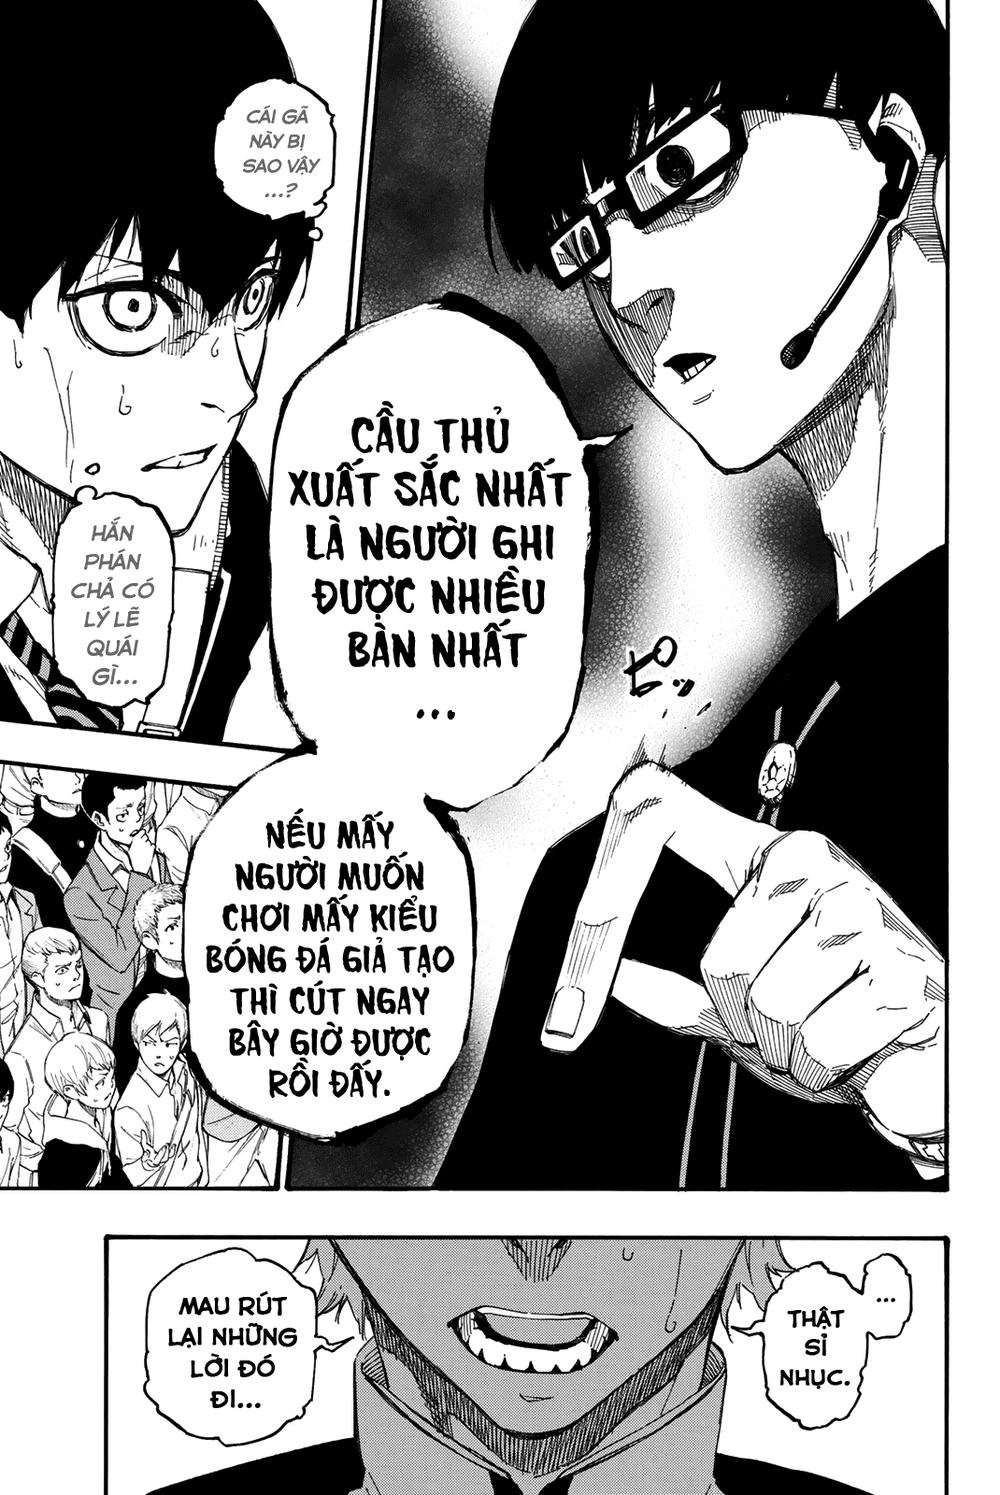 CẦU THỦ
XUẤT SẮC NHẤT
LÀ NGƯỜI GHI
ĐƯỢC NHIỀU
BÀN NHẤT
...
NẾU MẤY
NGƯỜI MUỐN
CHƠI MẤY KIỂU
BÓNG ĐÁ GIẢ TẠO
THÌ CÚT NGAY
BÂY GIỜ ĐƯỢC
RỒI ĐẤY.
ピッ
CÁI GÃ
NÀY BỊ
SAO VẬY
...?
HẮN
PHÁN
CHẢ CÓ
LÝ LẼ
QUÁI
GÌ...
...
THẬT
SỈ
NHỤC.
MAU RÚT
LẠI NHỮNG
LỜI ĐÓ
ĐI...